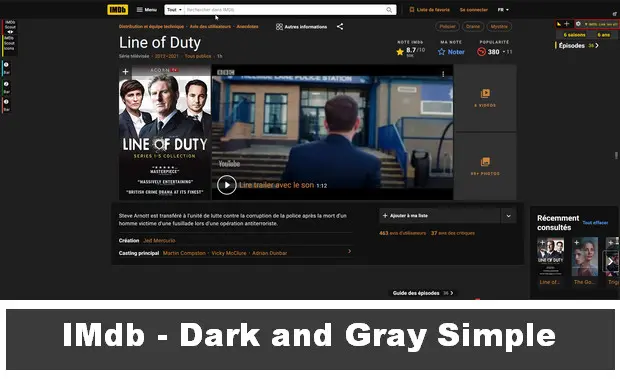 IMDb Menu Tout Rechercher dans IMDb Liste de favoris Se connecter FR
Distribution et équipe technique • Avis des utilisateurs • Anecdotes Autres informations
Line of Duty
Série télévisée • 2012–2021 • Tous publics • 1h
NOTE IMDb MA NOTE POPULARITÉ
8.7/10 Noter 380
Policier Drame Mystère
6 saisons 6 ans
Épisodes 36
ACORN TV
MASTERPIECE
LINE OF DUTY
SERIES 1-5 COLLECTION
"MASTERPIECE"
"MASSIVELY ENTERTAINING"
"BRITISH CRIME DRAMA AT ITS FINEST"
BBC
POLICE STATION
YouTube
Lire trailer avec le son 1:12
6 VIDÉOS
99+ PHOTOS
Steve Arnott est transféré à l'unité de lutte contre la corruption de la police après la mort d'un
homme victime d'une fusillade lors d'une opération antiterroriste.
Création Jed Mercurio
Casting principal Martin Compston • Vicky McClure • Adrian Dunbar
Ajouter à ma liste
463 avis d'utilisateurs 37 avis des critiques
Récemment
consultés
Tout effacer
Line of...
The Go...
Guide des épisodes 36
IMdb - Dark and Gray Simple